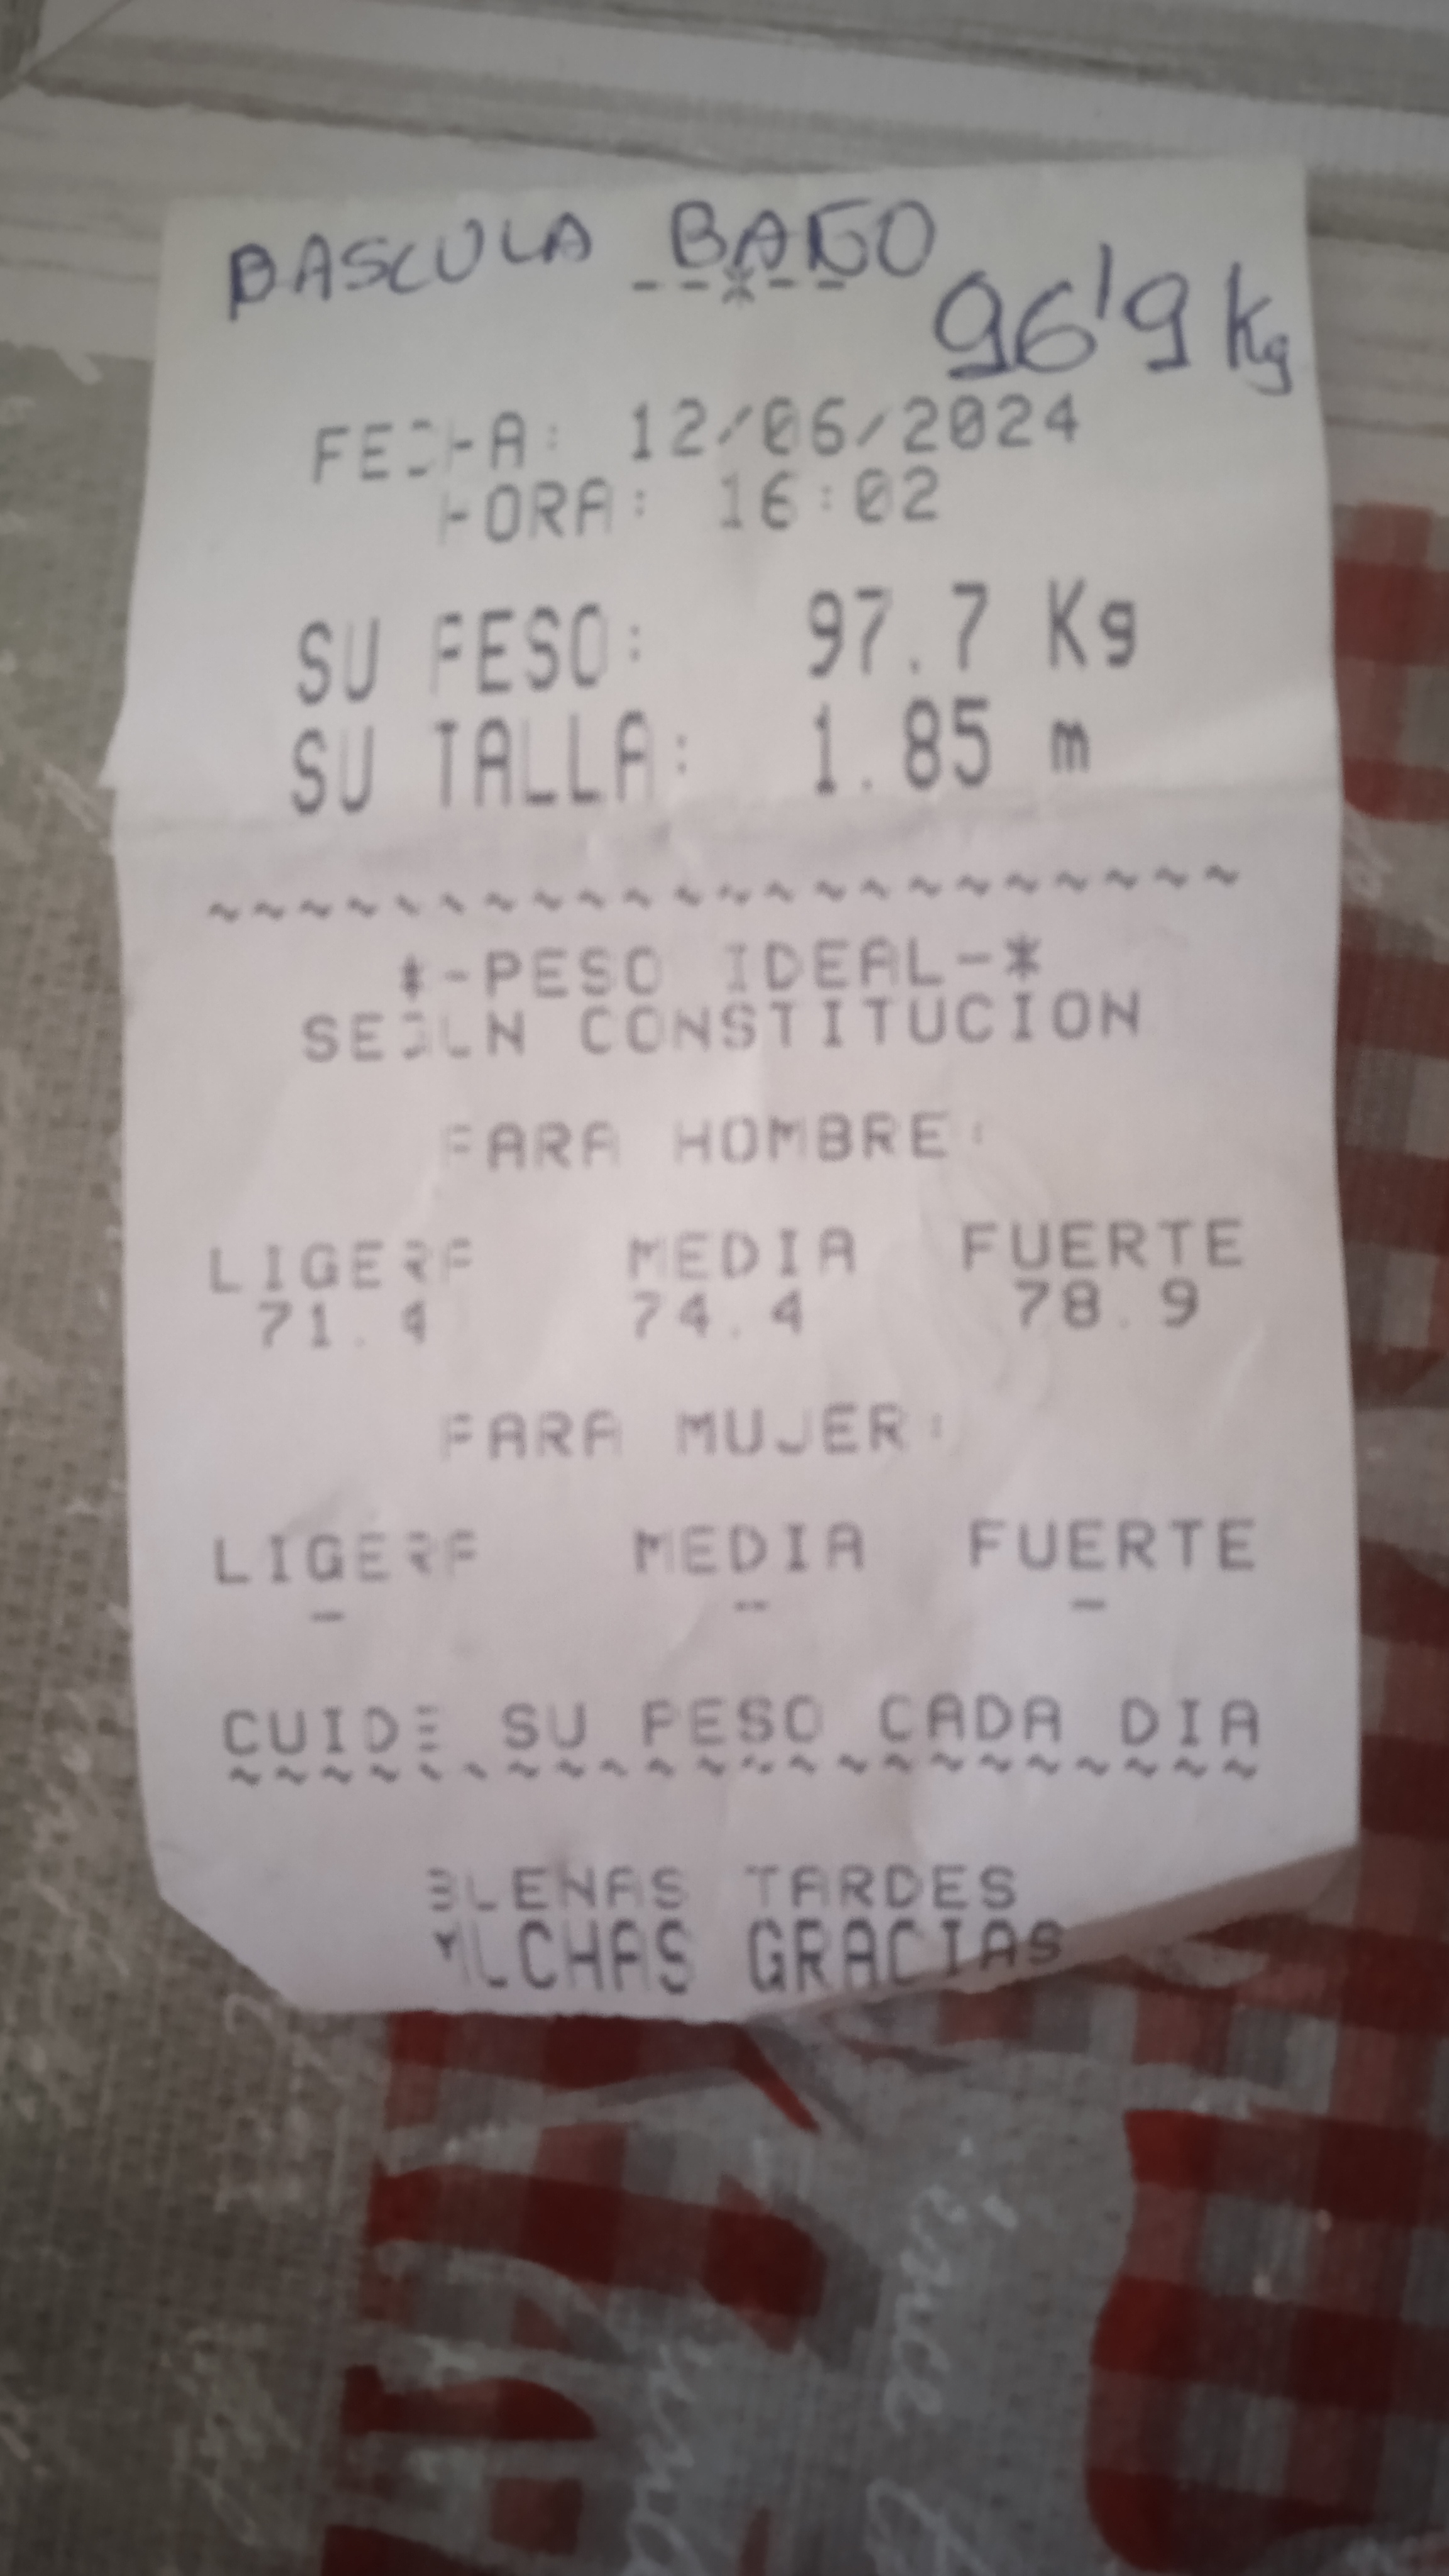 BASCULA BAÑO
--*--
96'9 Kg
FECHA: 12/06/2024
HORA: 16:02
SU PESO: 97.7 Kg
SU TALLA: 1.85 m
~~~~~~~~~~~~~~~~~~~~~~
*-PESO IDEAL-*
SEGUN CONSTITUCION
PARA HOMBRE:
LIGERA MEDIA FUERTE
71.4 74.4 78.9
PARA MUJER:
LIGERA MEDIA FUERTE
- -- -
CUIDE SU PESO CADA DIA
~~~~~~~~~~~~~~~~~~~~~~
BUENAS TARDES
MUCHAS GRACIAS